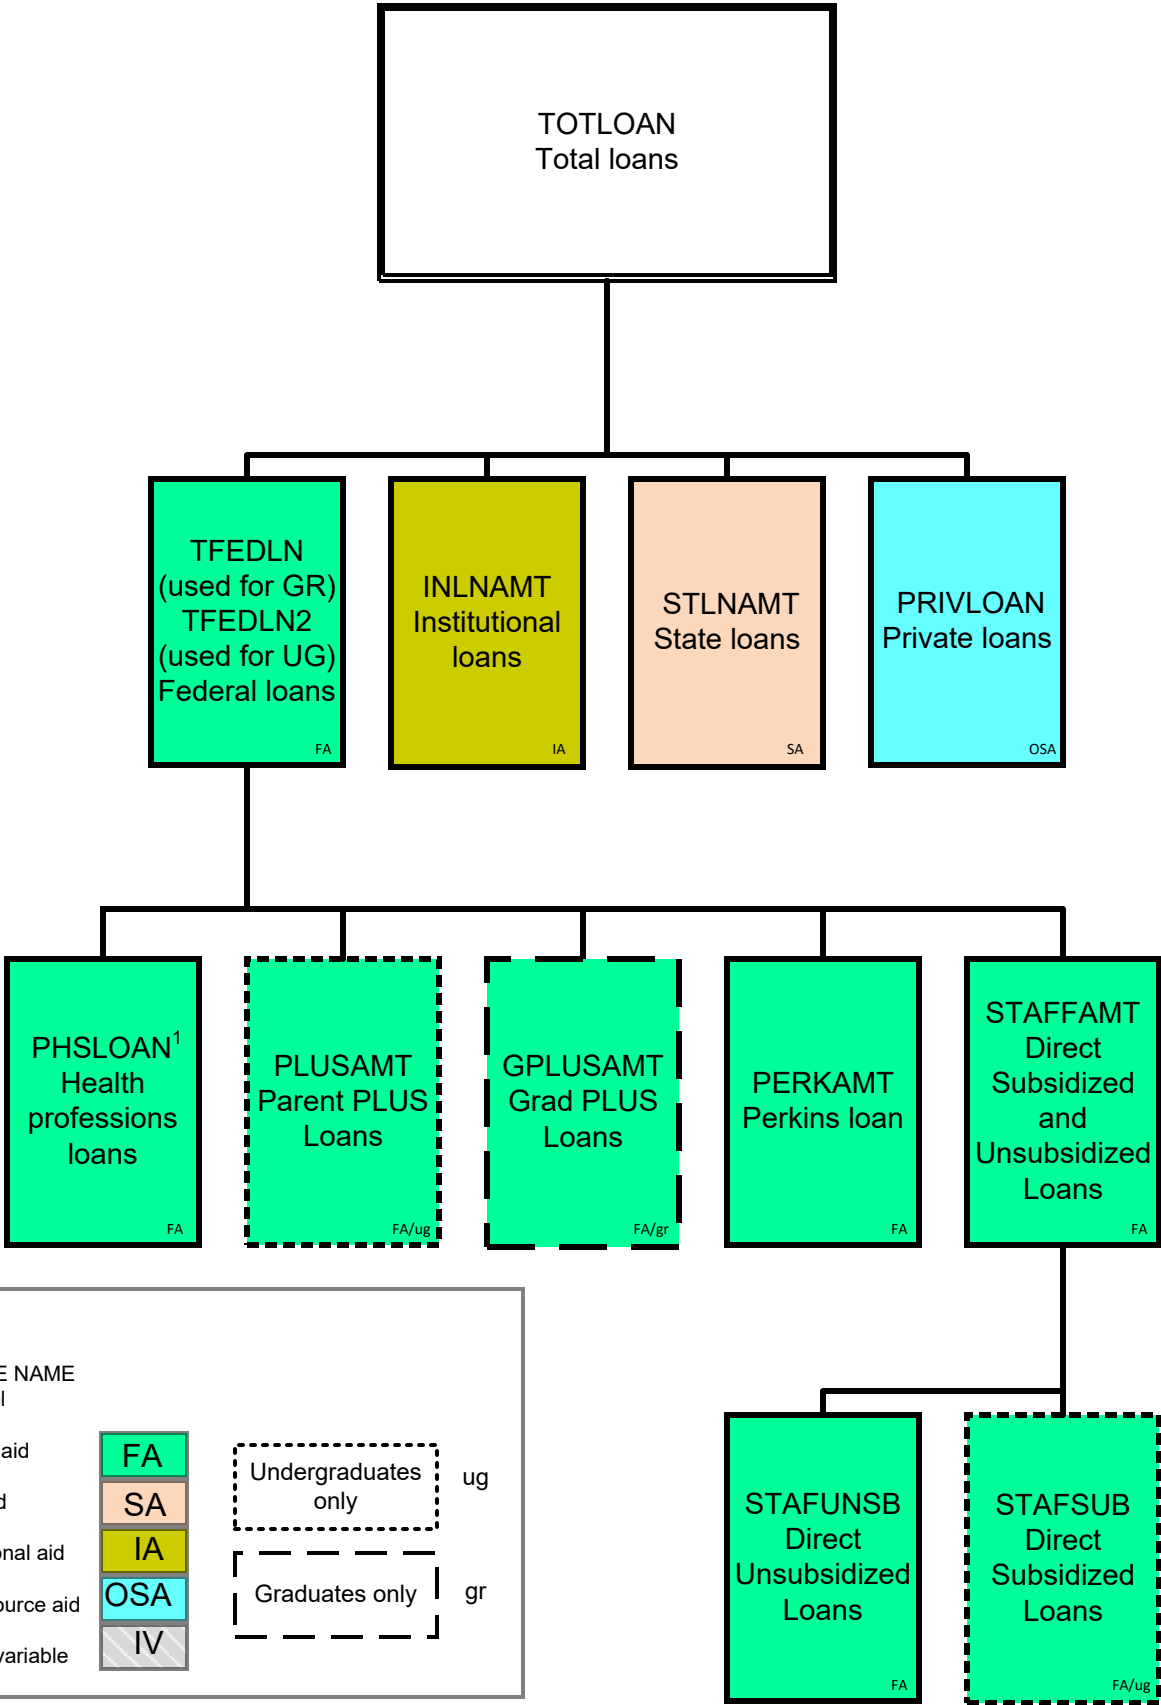 TOTLOAN
Total loans
TFEDLN
(used for GR)
TFEDLN2
(used for UG)
Federal loans
FA
INLNAMT
Institutional
loans
IA
STLNAMT
State loans
SA
PRIVLOAN
Private loans
OSA
PHSLOAN¹
Health
professions
loans
FA
PLUSAMT
Parent PLUS
Loans
FA/ug
GPLUSAMT
Grad PLUS
Loans
FA/gr
PERKAMT
Perkins loan
FA
STAFFAMT
Direct
Subsidized
and
Unsubsidized
Loans
FA
STAFUNSB
Direct
Unsubsidized
Loans
FA
STAFSUB
Direct
Subsidized
Loans
FA/ug
E NAME
aid
FA
SA
onal aid
IA
ource aid
OSA
variable
IV
Undergraduates
only
ug
Graduates only
gr